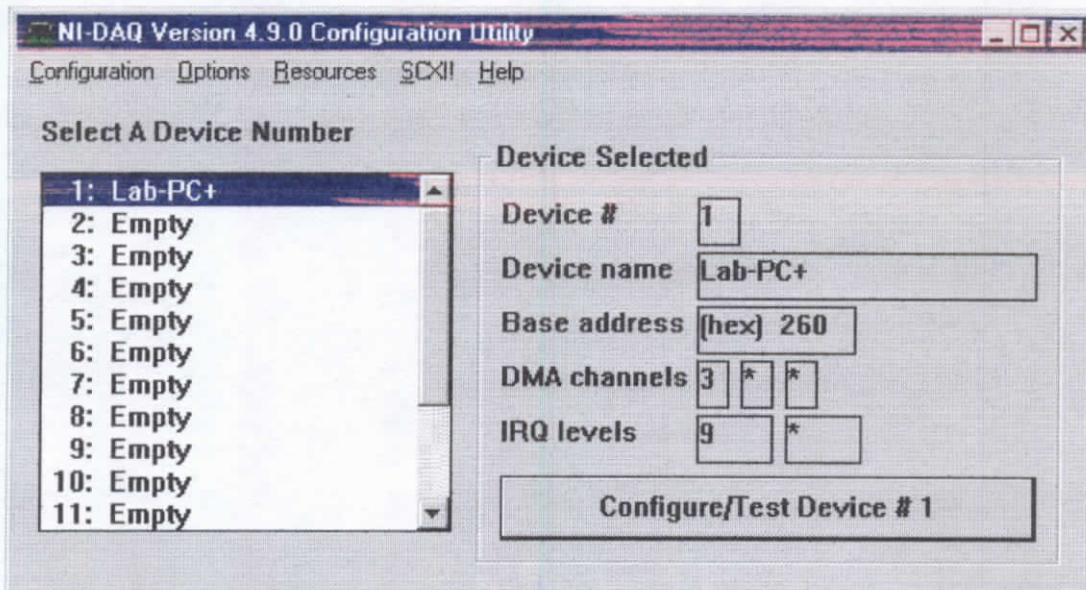 NI-DAQ Version 4.9.0 Configuration Utility
Configuration Options Resources SCXI! Help
Select A Device Number
1: Lab-PC+
2: Empty
3: Empty
4: Empty
5: Empty
6: Empty
7: Empty
8: Empty
9: Empty
10: Empty
11: Empty
Device Selected
Device # 1
Device name Lab-PC+
Base address (hex) 260
DMA channels 3 * *
IRQ levels 9 *
Configure/Test Device # 1